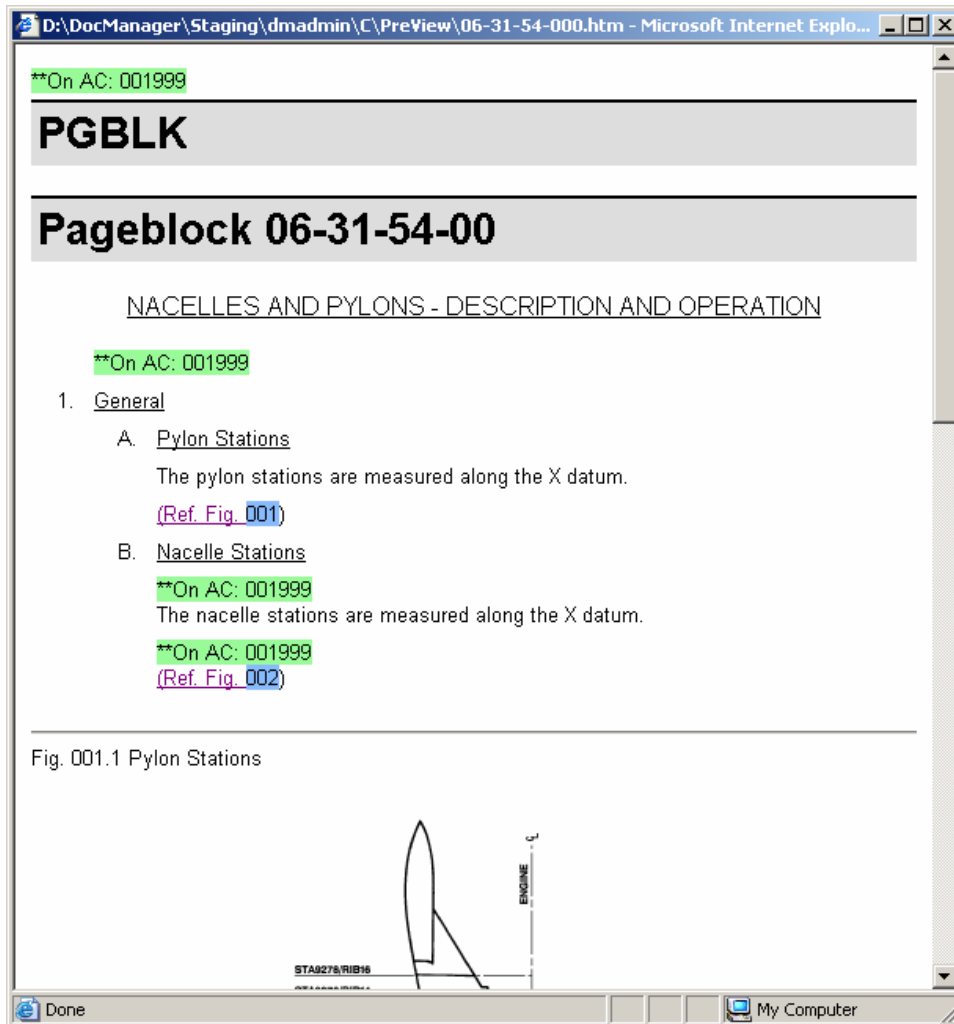 D:\DocManager\Staging\dmadmin\C\PreView\06-31-54-000.htm - Microsoft Internet Explo...
**On AC: 001999
PGBLK
Pageblock 06-31-54-00
NACELLES AND PYLONS - DESCRIPTION AND OPERATION
**On AC: 001999
1. General
A. Pylon Stations
The pylon stations are measured along the X datum.
(Ref. Fig. 001)
B. Nacelle Stations
**On AC: 001999
The nacelle stations are measured along the X datum.
**On AC: 001999
(Ref. Fig. 002)
Fig. 001.1 Pylon Stations
ENGINE
STA9278/RIB16
Done
My Computer